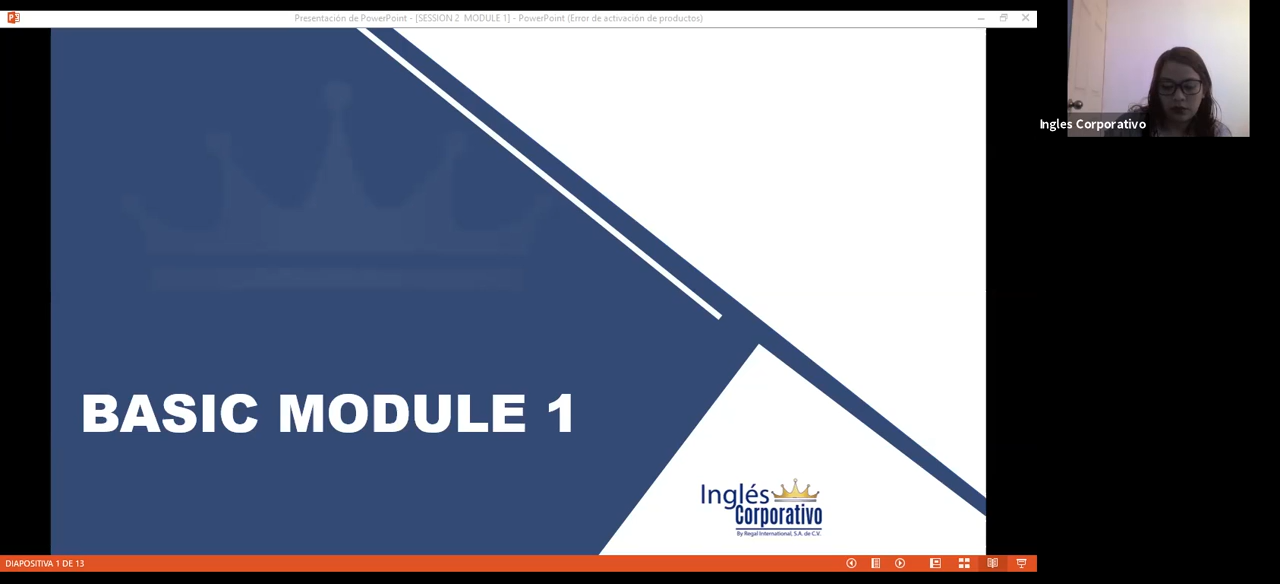 Presentación de PowerPoint - [SESSION 2  MODULE 1] - PowerPoint (Error de activación de productos)
Ingles Corporativo
BASIC MODULE 1
Inglés
Corporativo
By Regal International, S.A. de C.V.
DIAPOSITIVA 1 DE 13